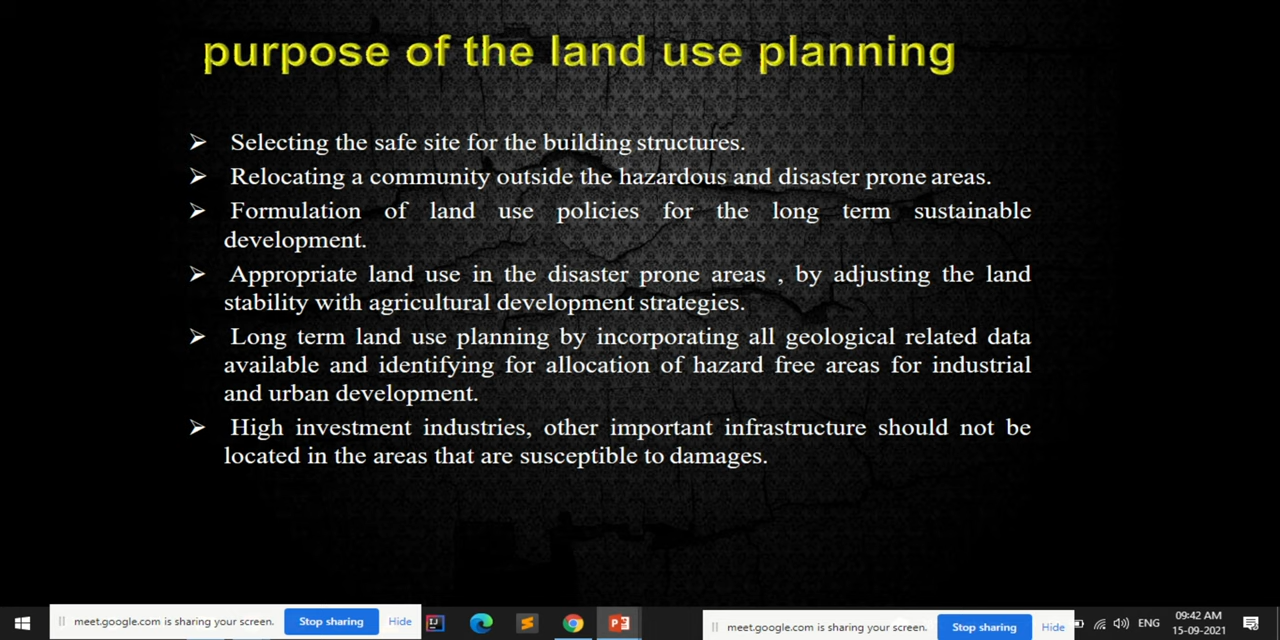 purpose of the land use planning
➢ Selecting the safe site for the building structures.
➢ Relocating a community outside the hazardous and disaster prone areas.
➢ Formulation of land use policies for the long term sustainable
development.
➢ Appropriate land use in the disaster prone areas , by adjusting the land
stability with agricultural development strategies.
➢ Long term land use planning by incorporating all geological related data
available and identifying for allocation of hazard free areas for industrial
and urban development.
➢ High investment industries, other important infrastructure should not be
located in the areas that are susceptible to damages.
meet.google.com is sharing your screen. Stop sharing Hide
meet.google.com is sharing your screen. Stop sharing Hide
ENG
09:42 AM
15-09-2021